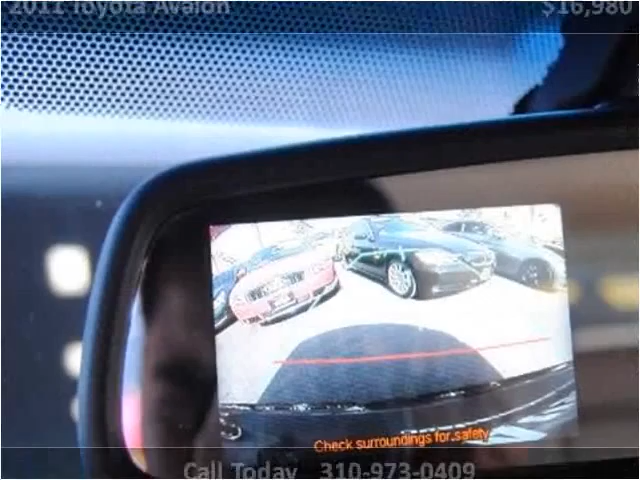 2011 Toyota Avalon $16,980
Check surroundings for safety
Call Today 310-973-0409